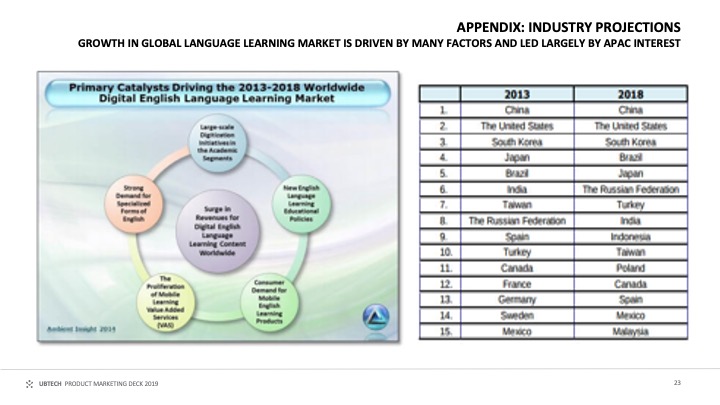 APPENDIX: INDUSTRY PROJECTIONS
GROWTH IN GLOBAL LANGUAGE LEARNING MARKET IS DRIVEN BY MANY FACTORS AND LED LARGELY BY APAC INTEREST
Primary Catalysts Driving the 2013-2018 Worldwide
Digital English Language Learning Market
Large-scale
Digitization
Initiatives in
the Academic
Segments
New English
Language
Learning
Educational
Policies
Consumer
Demand for
Mobile
English
Learning
Products
The
Proliferation
of Mobile
Learning
Value Added
Services
(VAS)
Strong
Demand for
Specialized
Forms of
English
Surge in
Revenues for
Digital English
Language
Learning Content
Worldwide
Ambient Insight 2014
2013 2018
1. China China
2. The United States The United States
3. South Korea South Korea
4. Japan Brazil
5. Brazil Japan
6. India The Russian Federation
7. Taiwan Turkey
8. The Russian Federation India
9. Spain Indonesia
10. Turkey Taiwan
11. Canada Poland
12. France Canada
13. Germany Spain
14. Sweden Mexico
15. Mexico Malaysia
UBTECH PRODUCT MARKETING DECK 2019
23